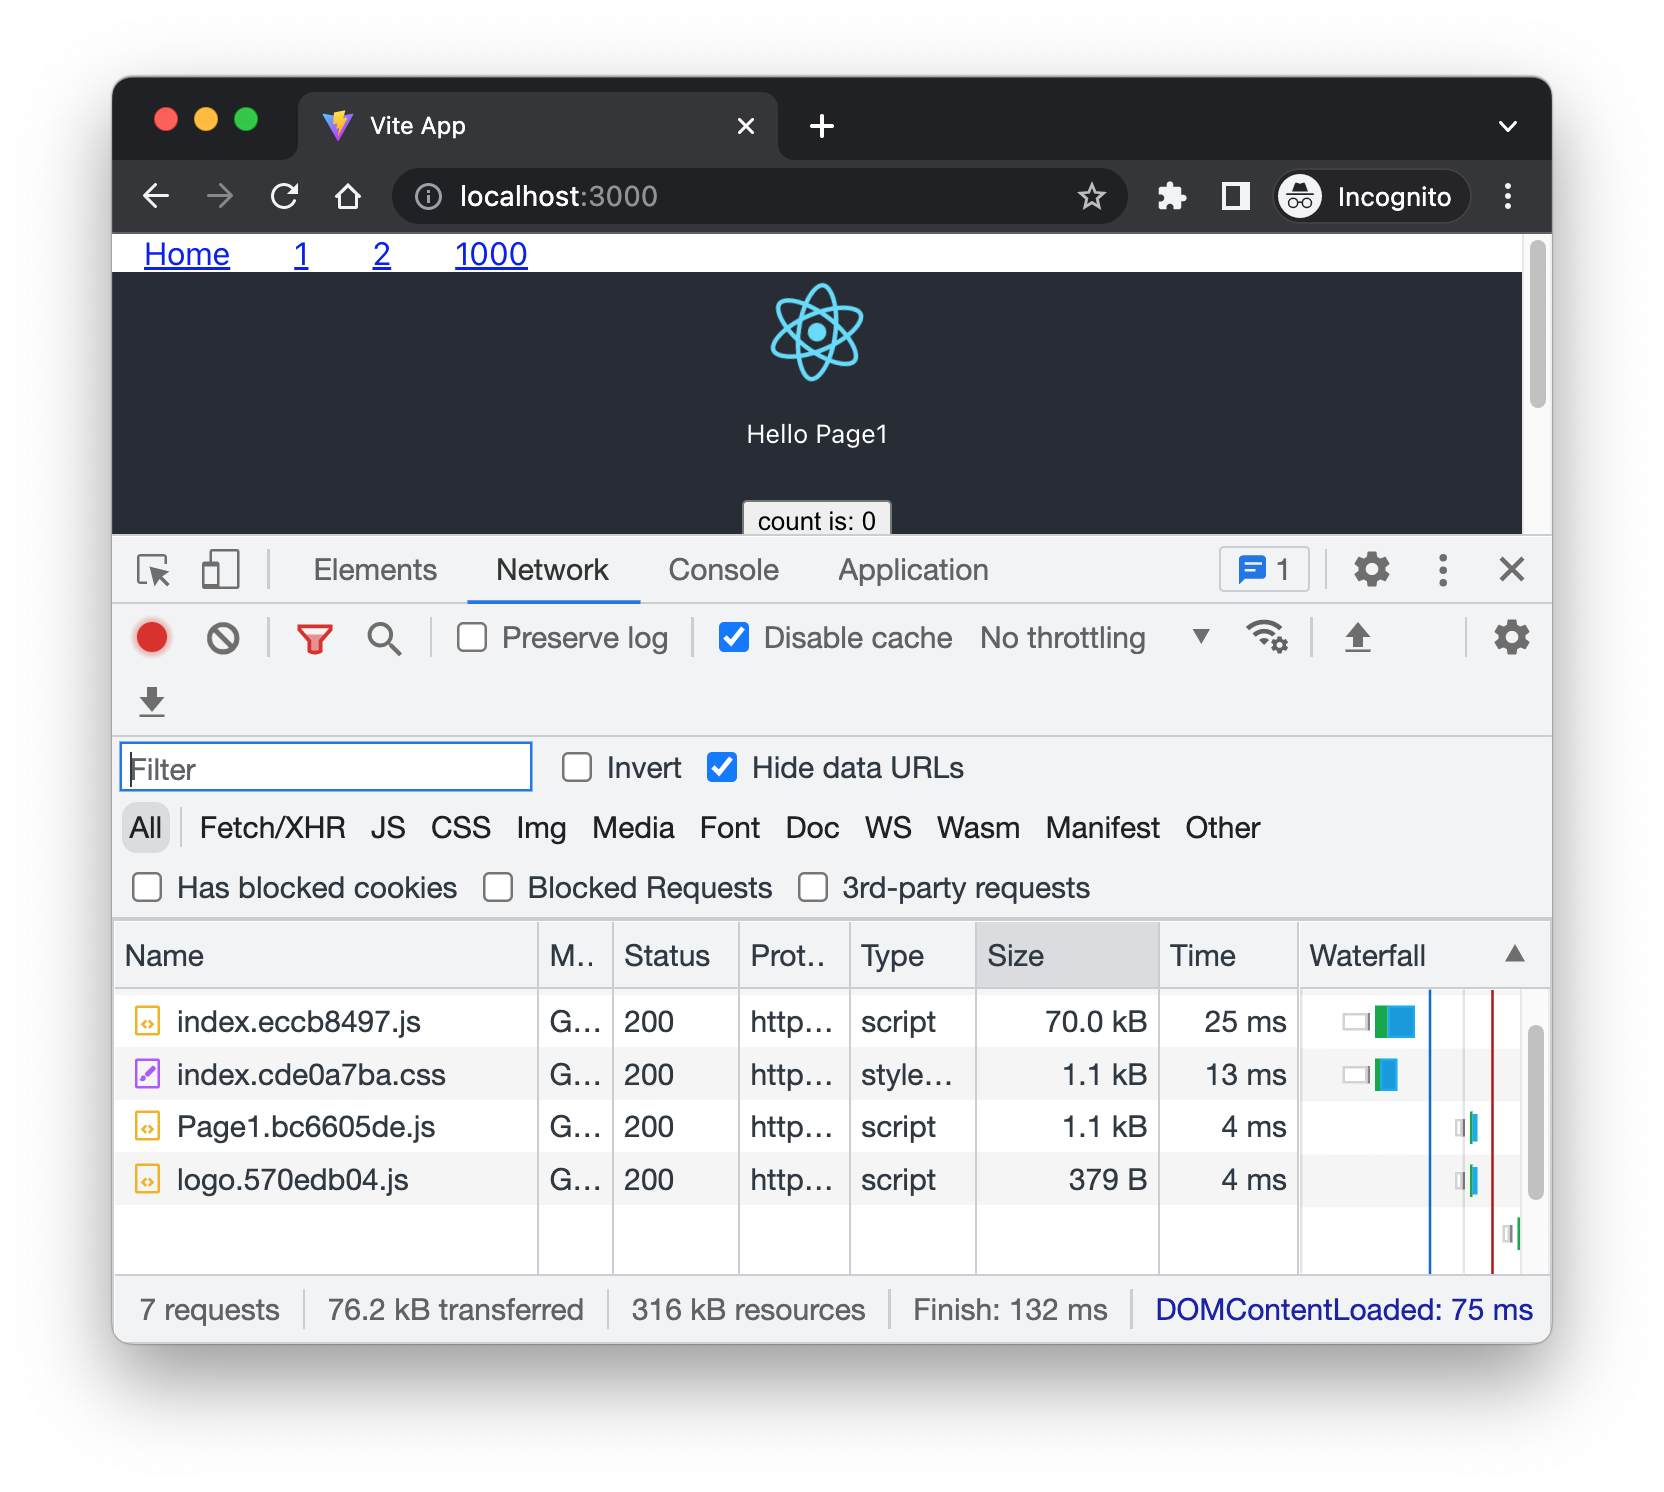 Vite App
localhost:3000
Incognito
Home 1 2 1000
Hello Page1
count is: 0
Elements Network Console Application 1
Preserve log Disable cache No throttling
Filter Invert Hide data URLs
All Fetch/XHR JS CSS Img Media Font Doc WS Wasm Manifest Other
Has blocked cookies Blocked Requests 3rd-party requests
Name M.. Status Prot.. Type Size Time Waterfall
index.eccb8497.js G... 200 http... script 70.0 kB 25 ms
index.cde0a7ba.css G... 200 http... style... 1.1 kB 13 ms
Page1.bc6605de.js G... 200 http... script 1.1 kB 4 ms
logo.570edb04.js G... 200 http... script 379 B 4 ms
7 requests 76.2 kB transferred 316 kB resources Finish: 132 ms DOMContentLoaded: 75 ms